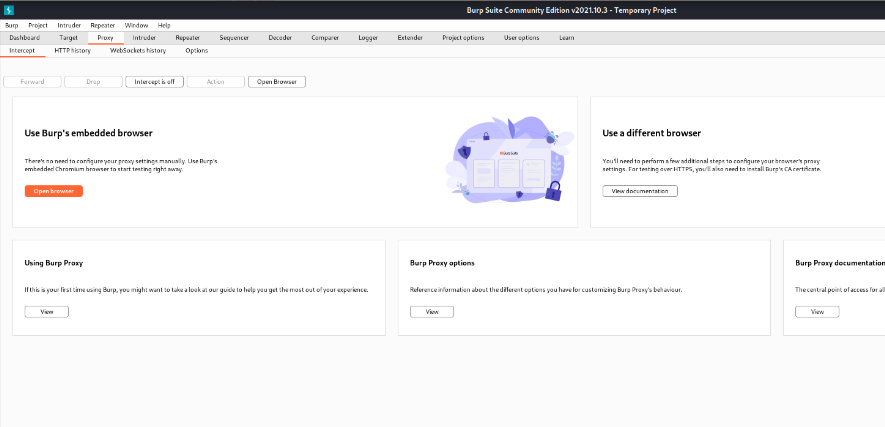 Burp Suite Community Edition v2021.10.3 - Temporary Project
Burp Project Intruder Repeater Window Help
Dashboard Target Proxy Intruder Repeater Sequencer Decoder Comparer Logger Extender Project options User options Learn
Intercept HTTP history WebSockets history Options
Forward Drop Intercept is off Action Open Browser
Use Burp's embedded browser
There's no need to configure your proxy settings manually. Use Burp's
embedded Chromium browser to start testing right away.
Open browser
BurpSuite
Use a different browser
You'll need to perform a few additional steps to configure your browser's proxy
settings. For testing over HTTPS, you'll also need to install Burp's CA certificate.
View documentation
Using Burp Proxy
If this is your first time using Burp, you might want to take a look at our guide to help you get the most out of your experience.
View
Burp Proxy options
Reference information about the different options you have for customizing Burp Proxy's behaviour.
View
Burp Proxy documentation
The central point of access for all
View